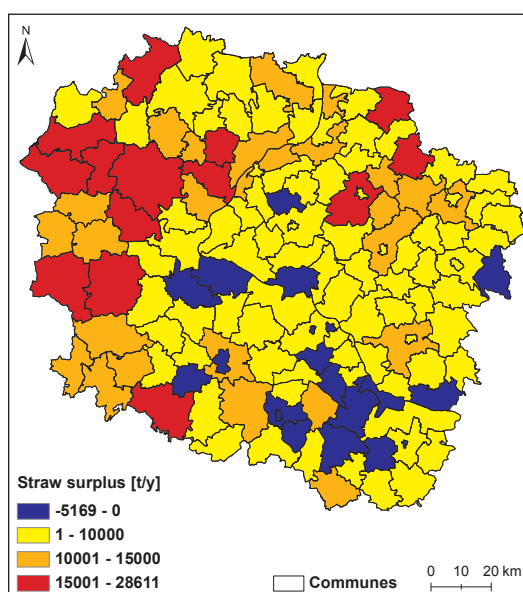 N
Straw surplus [t/y]
-5169 - 0
1 - 10000
10001 - 15000
15001 - 28611
Communes
0 10 20 km